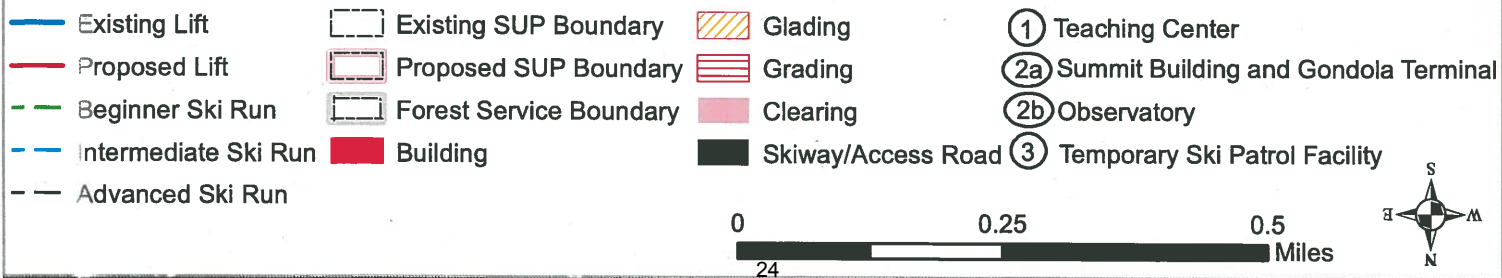 Existing Lift
Proposed Lift
Beginner Ski Run
Intermediate Ski Run
Advanced Ski Run
Existing SUP Boundary
Proposed SUP Boundary
Forest Service Boundary
Building
Glading
Grading
Clearing
Skiway/Access Road
1 Teaching Center
2a Summit Building and Gondola Terminal
2b Observatory
3 Temporary Ski Patrol Facility
0 0.25 0.5
Miles
S
E W
N
24